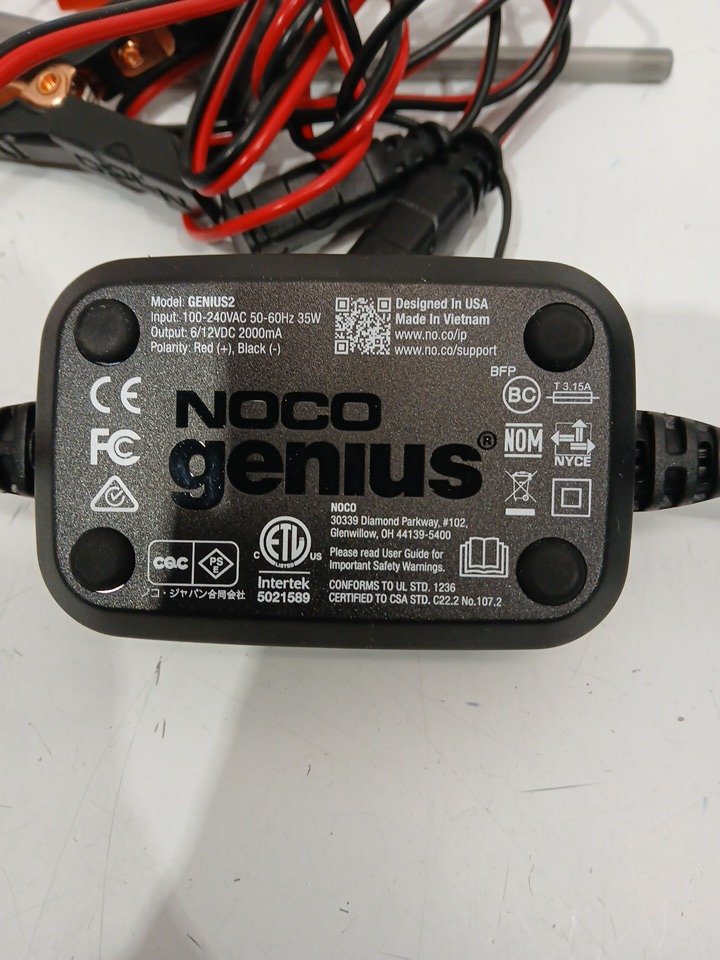 Model: GENIUS2
Input: 100-240VAC 50-60Hz 35W
Output: 6/12VDC 2000mA
Polarity: Red (+), Black (-)
Designed In USA
Made In Vietnam
www.no.co/ip
www.no.co/support
BFP
BC
T 3.15A
CE
FC
NOCO
genius®
NOM
NYCE
NOCO
30339 Diamond Parkway, #102,
Glenwillow, OH 44139-5400
Please read User Guide for
Important Safety Warnings.
CONFORMS TO UL STD. 1236
CERTIFIED TO CSA STD. C22.2 No.107.2
C ETL US
LISTED
Intertek
5021589
CQC
PS
E
ノコ・ジャパン合同会社